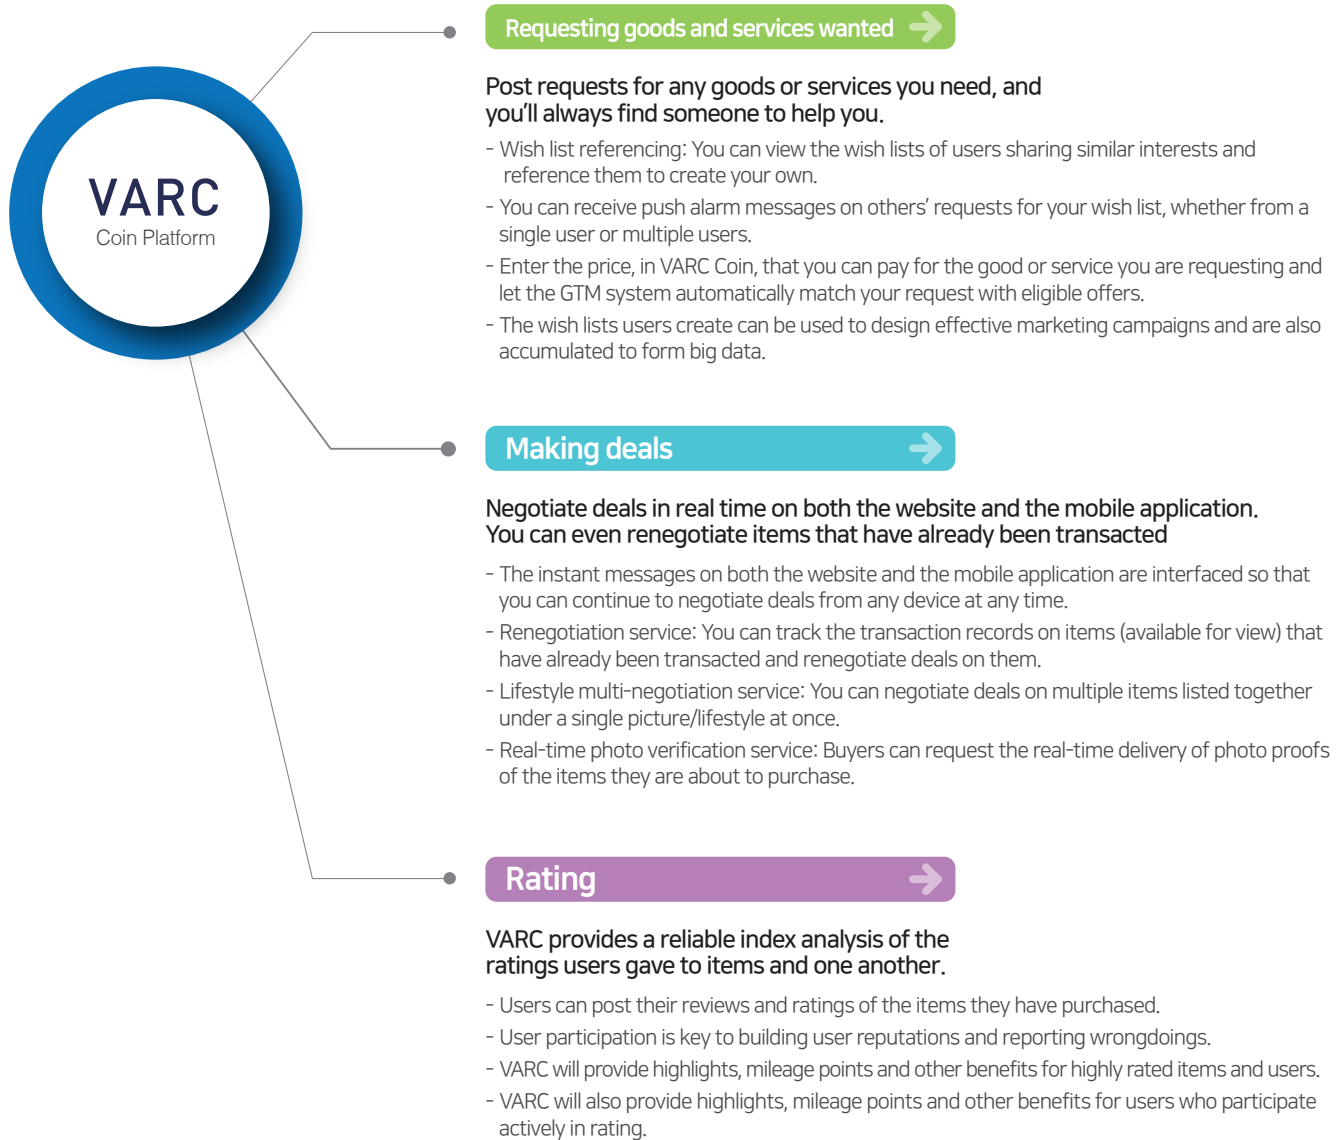 Requesting goods and services wanted
Post requests for any goods or services you need, and
you'll always find someone to help you.
- Wish list referencing: You can view the wish lists of users sharing similar interests and
reference them to create your own.
- You can receive push alarm messages on others' requests for your wish list, whether from a
single user or multiple users.
- Enter the price, in VARC Coin, that you can pay for the good or service you are requesting and
let the GTM system automatically match your request with eligible offers.
- The wish lists users create can be used to design effective marketing campaigns and are also
accumulated to form big data.
VARC
Coin Platform
Making deals
Negotiate deals in real time on both the website and the mobile application.
You can even renegotiate items that have already been transacted
- The instant messages on both the website and the mobile application are interfaced so that
you can continue to negotiate deals from any device at any time.
- Renegotiation service: You can track the transaction records on items (available for view) that
have already been transacted and renegotiate deals on them.
- Lifestyle multi-negotiation service: You can negotiate deals on multiple items listed together
under a single picture/lifestyle at once.
- Real-time photo verification service: Buyers can request the real-time delivery of photo proofs
of the items they are about to purchase.
Rating
VARC provides a reliable index analysis of the
ratings users gave to items and one another.
- Users can post their reviews and ratings of the items they have purchased.
- User participation is key to building user reputations and reporting wrongdoings.
- VARC will provide highlights, mileage points and other benefits for highly rated items and users.
- VARC will also provide highlights, mileage points and other benefits for users who participate
actively in rating.